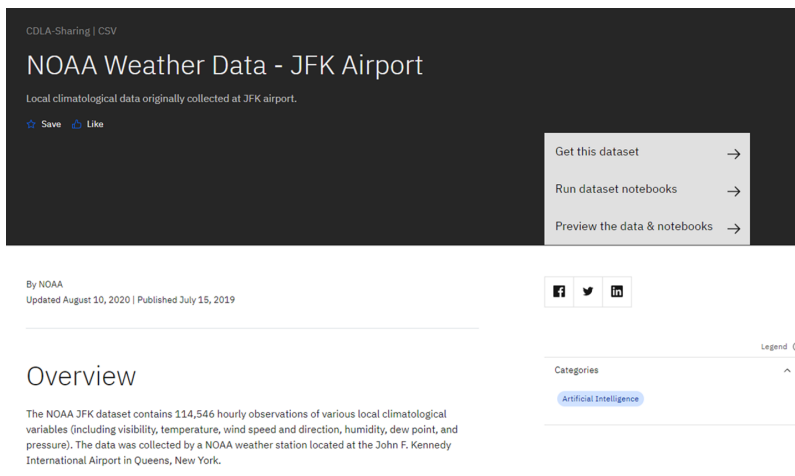 CDLA-Sharing | CSV
NOAA Weather Data - JFK Airport
Local climatological data originally collected at JFK airport.
Save Like
Get this dataset
Run dataset notebooks
Preview the data & notebooks
By NOAA
Updated August 10, 2020 | Published July 15, 2019
Legend (
Categories
Artificial Intelligence
Overview
The NOAA JFK dataset contains 114,546 hourly observations of various local climatological
variables (including visibility, temperature, wind speed and direction, humidity, dew point, and
pressure). The data was collected by a NOAA weather station located at the John F. Kennedy
International Airport in Queens, New York.